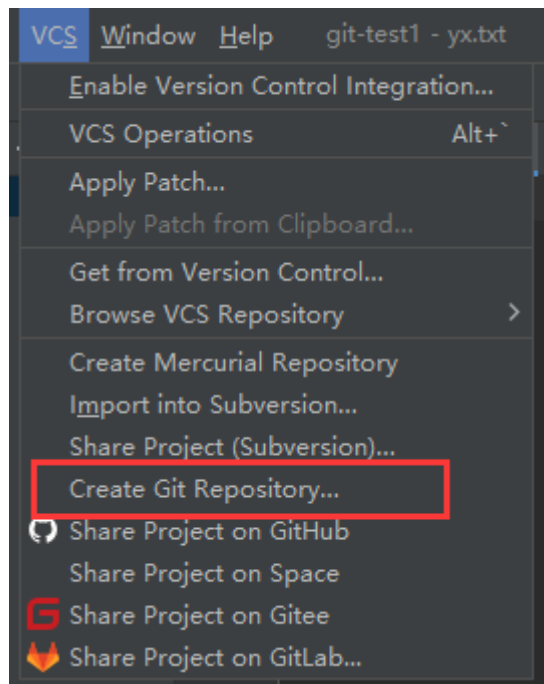 VCS Window Help git-test1 - yx.txt
Enable Version Control Integration...
VCS Operations Alt+`
Apply Patch...
Apply Patch from Clipboard...
Get from Version Control...
Browse VCS Repository
Create Mercurial Repository
Import into Subversion...
Share Project (Subversion)...
Create Git Repository...
Share Project on GitHub
Share Project on Space
Share Project on Gitee
Share Project on GitLab...